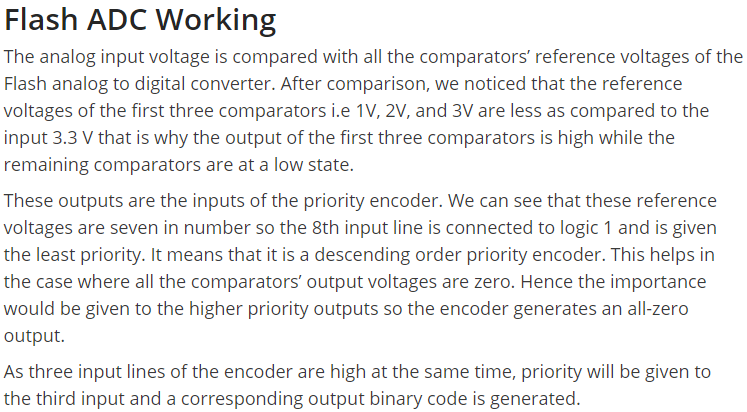 Flash ADC Working
The analog input voltage is compared with all the comparators’ reference voltages of the
Flash analog to digital converter. After comparison, we noticed that the reference
voltages of the first three comparators i.e 1V, 2V, and 3V are less as compared to the
input 3.3 V that is why the output of the first three comparators is high while the
remaining comparators are at a low state.
These outputs are the inputs of the priority encoder. We can see that these reference
voltages are seven in number so the 8th input line is connected to logic 1 and is given
the least priority. It means that it is a descending order priority encoder. This helps in
the case where all the comparators’ output voltages are zero. Hence the importance
would be given to the higher priority outputs so the encoder generates an all-zero
output.
As three input lines of the encoder are high at the same time, priority will be given to
the third input and a corresponding output binary code is generated.